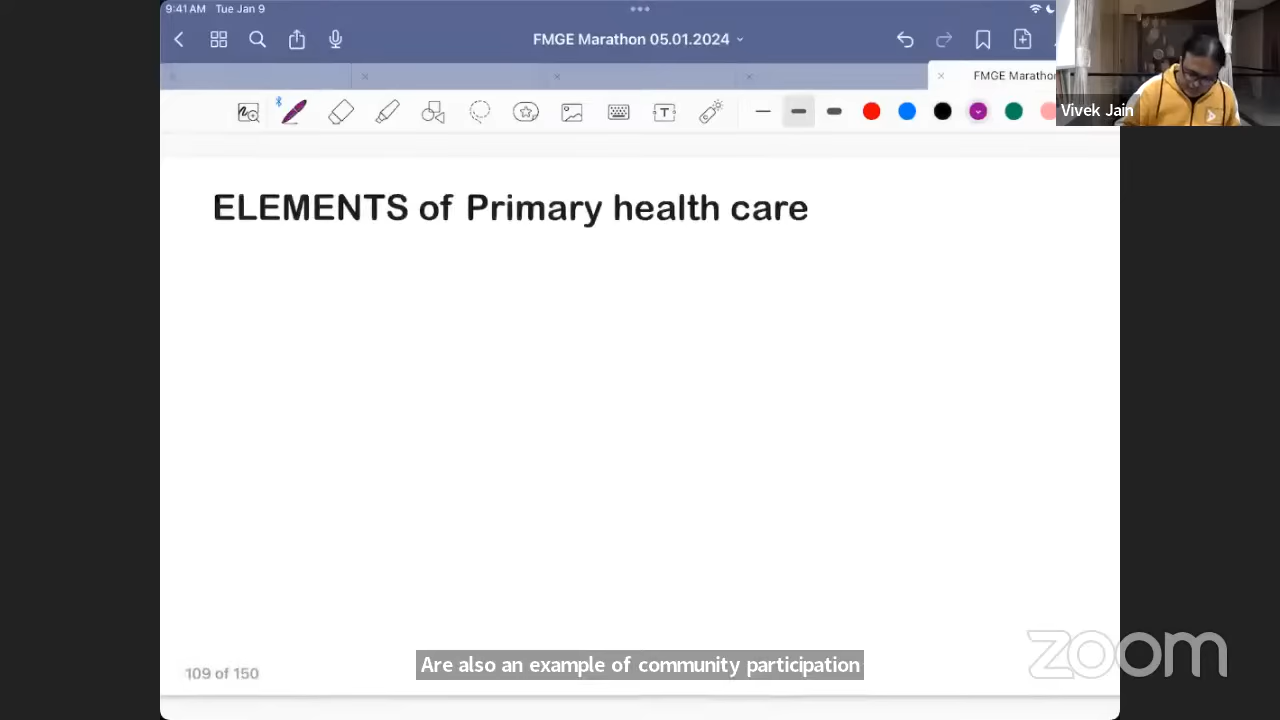 9:41 AM Tue Jan 9
FMGE Marathon 05.01.2024
FMGE Marathon
T
Vivek Jain
ELEMENTS of Primary health care
109 of 150
Are also an example of community participation
zoom